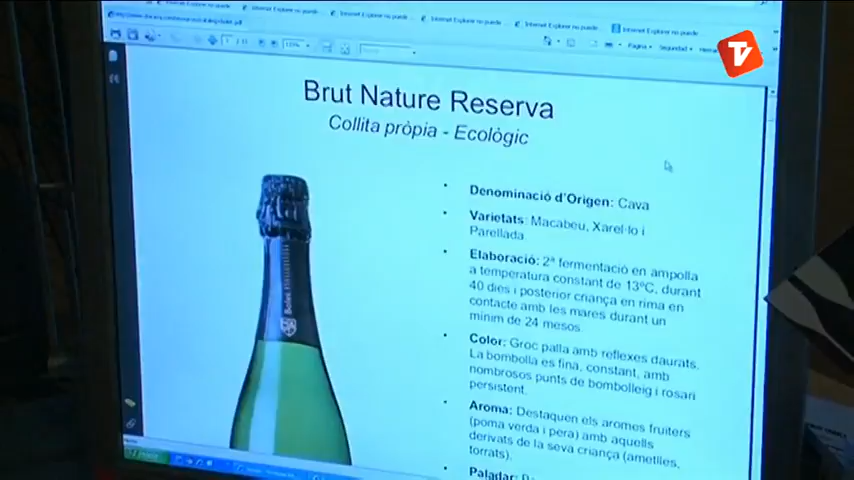 TV
Brut Nature Reserva
Collita pròpia - Ecològic
Denominació d'Origen: Cava
Varietats: Macabeu, Xarel·lo i
Parellada
Elaboració: 2ª fermentació en ampolla
a temperatura constant de 13ºC, durant
40 dies i posterior criança en rima en
contacte amb les mares durant un
mínim de 24 mesos.
Color: Groc palla amb reflexes daurats.
La bombolla és fina, constant, amb
nombrosos punts de bombolleig i rosari
persistent.
Aroma: Destaquen els aromes fruiters
(poma verda i pera) amb aquells
derivats de la seva criança (ametlles,
torrats).
Paladar: